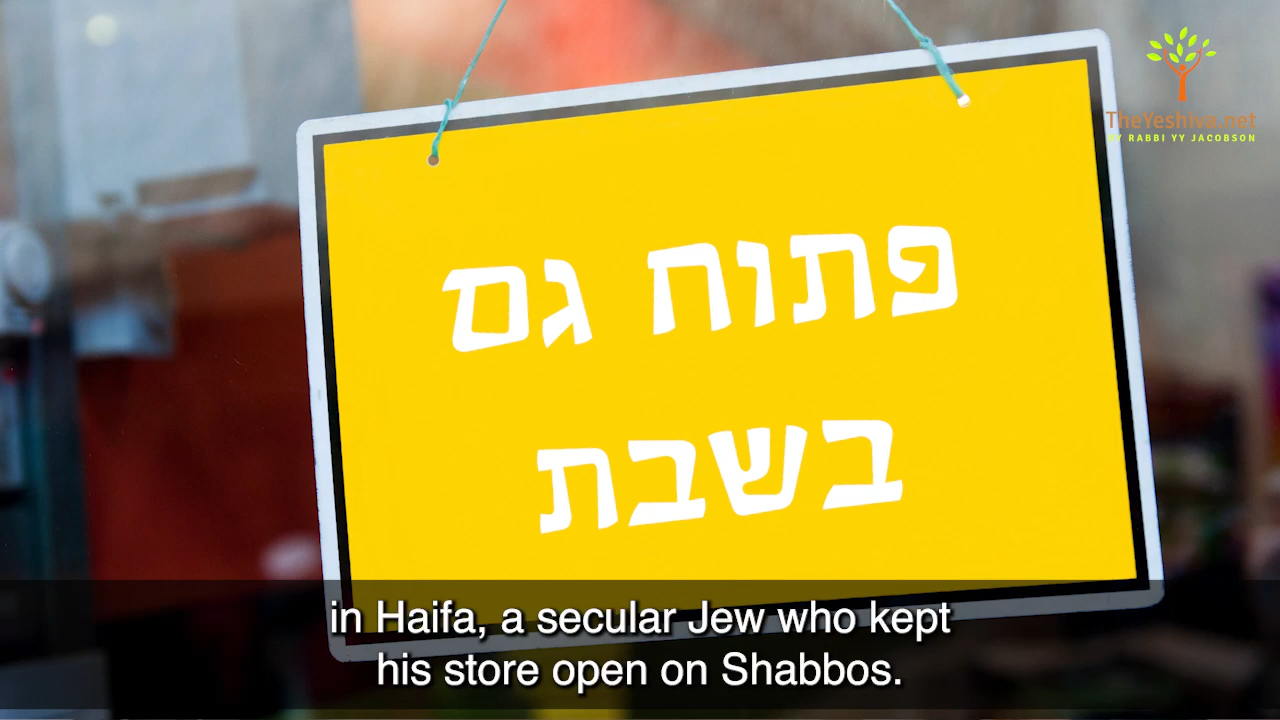 TheYeshiva.net
BY RABBI YY JACOBSON
פתוח גם
בשבת
in Haifa, a secular Jew who kept
his store open on Shabbos.